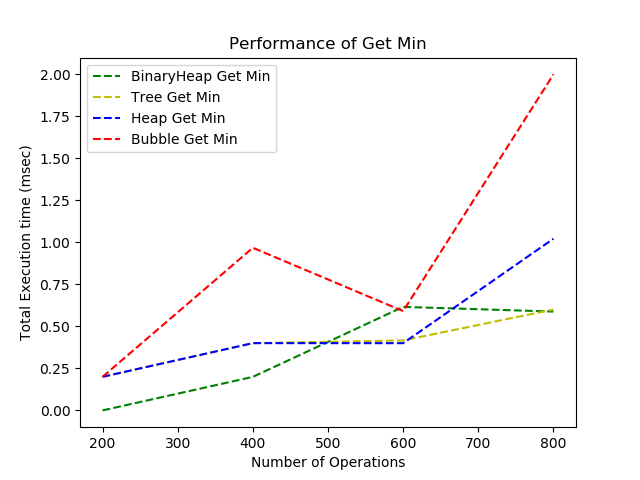 Performance of Get Min
BinaryHeap Get Min
Tree Get Min
Heap Get Min
Bubble Get Min
Total Execution time (msec)
2.00
1.75
1.50
1.25
1.00
0.75
0.50
0.25
0.00
200 300 400 500 600 700 800
Number of Operations